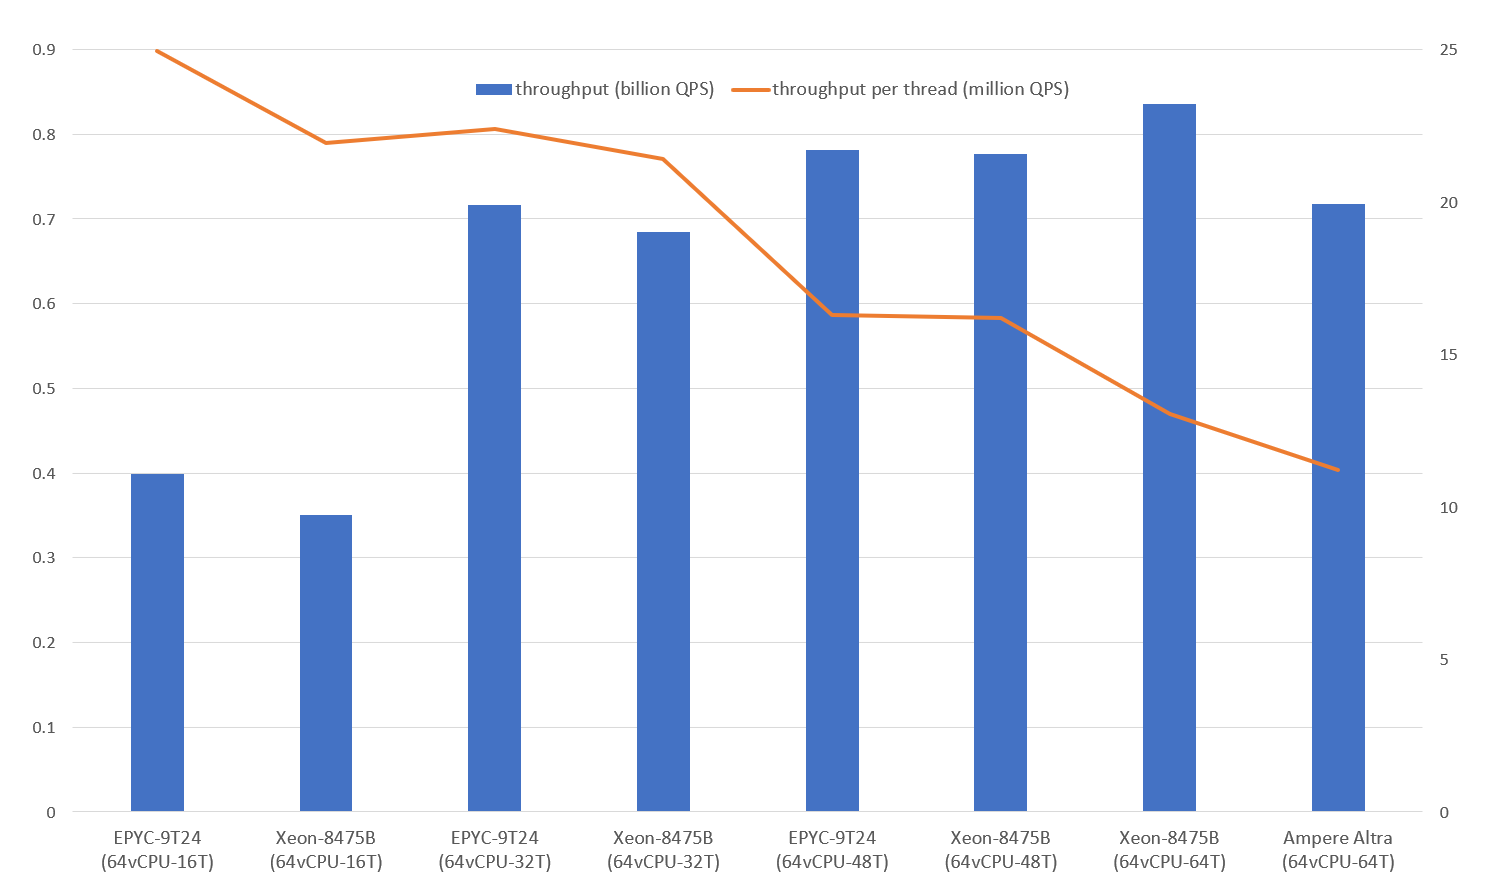 throughput (billion QPS)
throughput per thread (million QPS)
0.9
0.8
0.7
0.6
0.5
0.4
0.3
0.2
0.1
0
25
20
15
10
5
0
EPYC-9T24
(64vCPU-16T)
Xeon-8475B
(64vCPU-16T)
EPYC-9T24
(64vCPU-32T)
Xeon-8475B
(64vCPU-32T)
EPYC-9T24
(64vCPU-48T)
Xeon-8475B
(64vCPU-48T)
Xeon-8475B
(64vCPU-64T)
Ampere Altra
(64vCPU-64T)